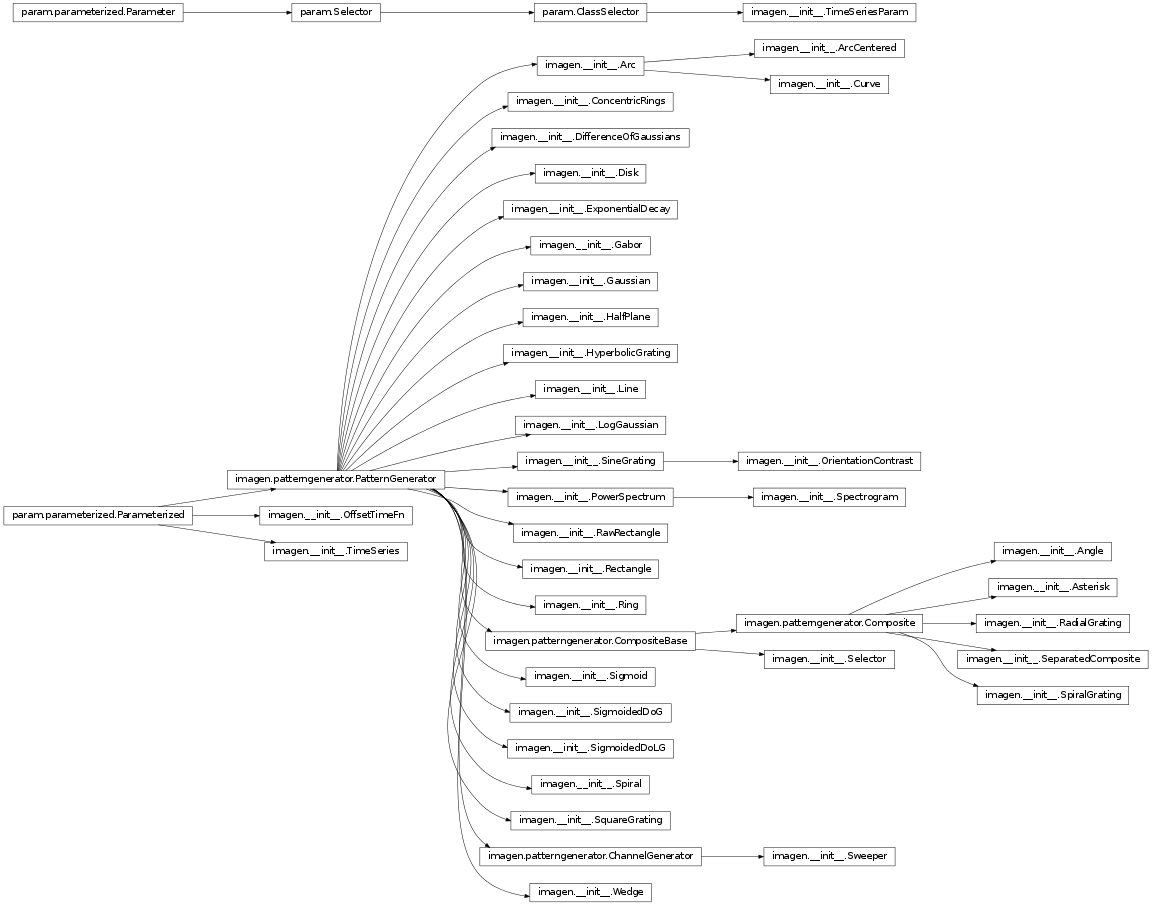 param.parameterized.Parameter
param.Selector
param.ClassSelector
imagen.__init__.TimeSeriesParam
imagen.__init__.ArcCentered
imagen.__init__.Arc
imagen.__init__.Curve
imagen.__init__.ConcentricRings
imagen.__init__.DifferenceOfGaussians
imagen.__init__.Disk
imagen.__init__.ExponentialDecay
imagen.__init__.Gabor
imagen.__init__.Gaussian
imagen.__init__.HalfPlane
imagen.__init__.HyperbolicGrating
imagen.__init__.Line
imagen.__init__.LogGaussian
imagen.__init__.SineGrating
imagen.__init__.OrientationContrast
imagen.patterngenerator.PatternGenerator
imagen.__init__.PowerSpectrum
imagen.__init__.Spectrogram
param.parameterized.Parameterized
imagen.__init__.OffsetTimeFn
imagen.__init__.RawRectangle
imagen.__init__.TimeSeries
imagen.__init__.Angle
imagen.__init__.Rectangle
imagen.__init__.Asterisk
imagen.__init__.Ring
imagen.patterngenerator.Composite
imagen.__init__.RadialGrating
imagen.patterngenerator.CompositeBase
imagen.__init__.Selector
imagen.__init__.SeparatedComposite
imagen.__init__.Sigmoid
imagen.__init__.SpiralGrating
imagen.__init__.SigmoidedDoG
imagen.__init__.SigmoidedDoLG
imagen.__init__.Spiral
imagen.__init__.SquareGrating
imagen.patterngenerator.ChannelGenerator
imagen.__init__.Sweeper
imagen.__init__.Wedge